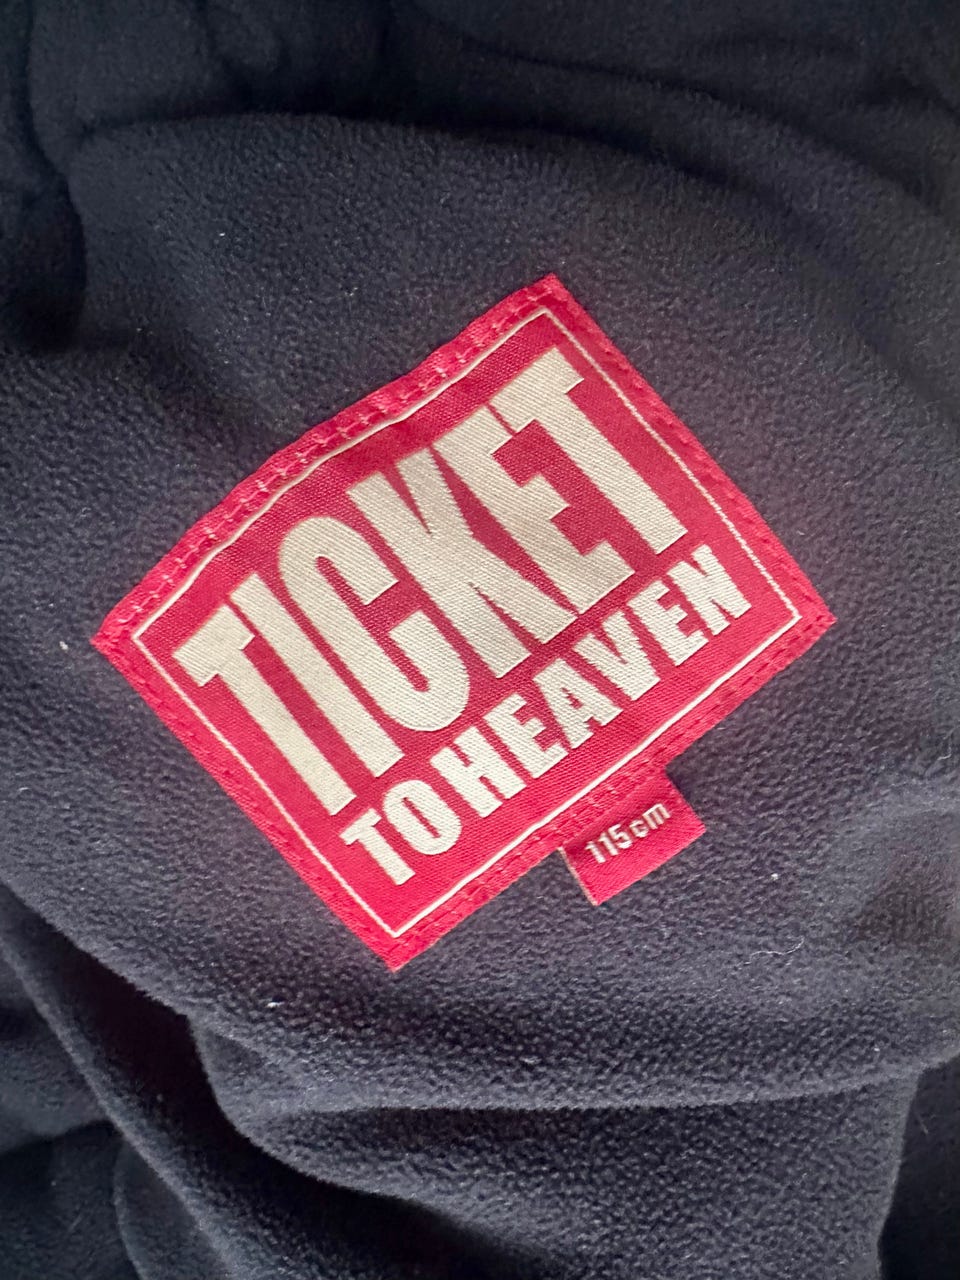 TICKET
TO HEAVEN
115cm